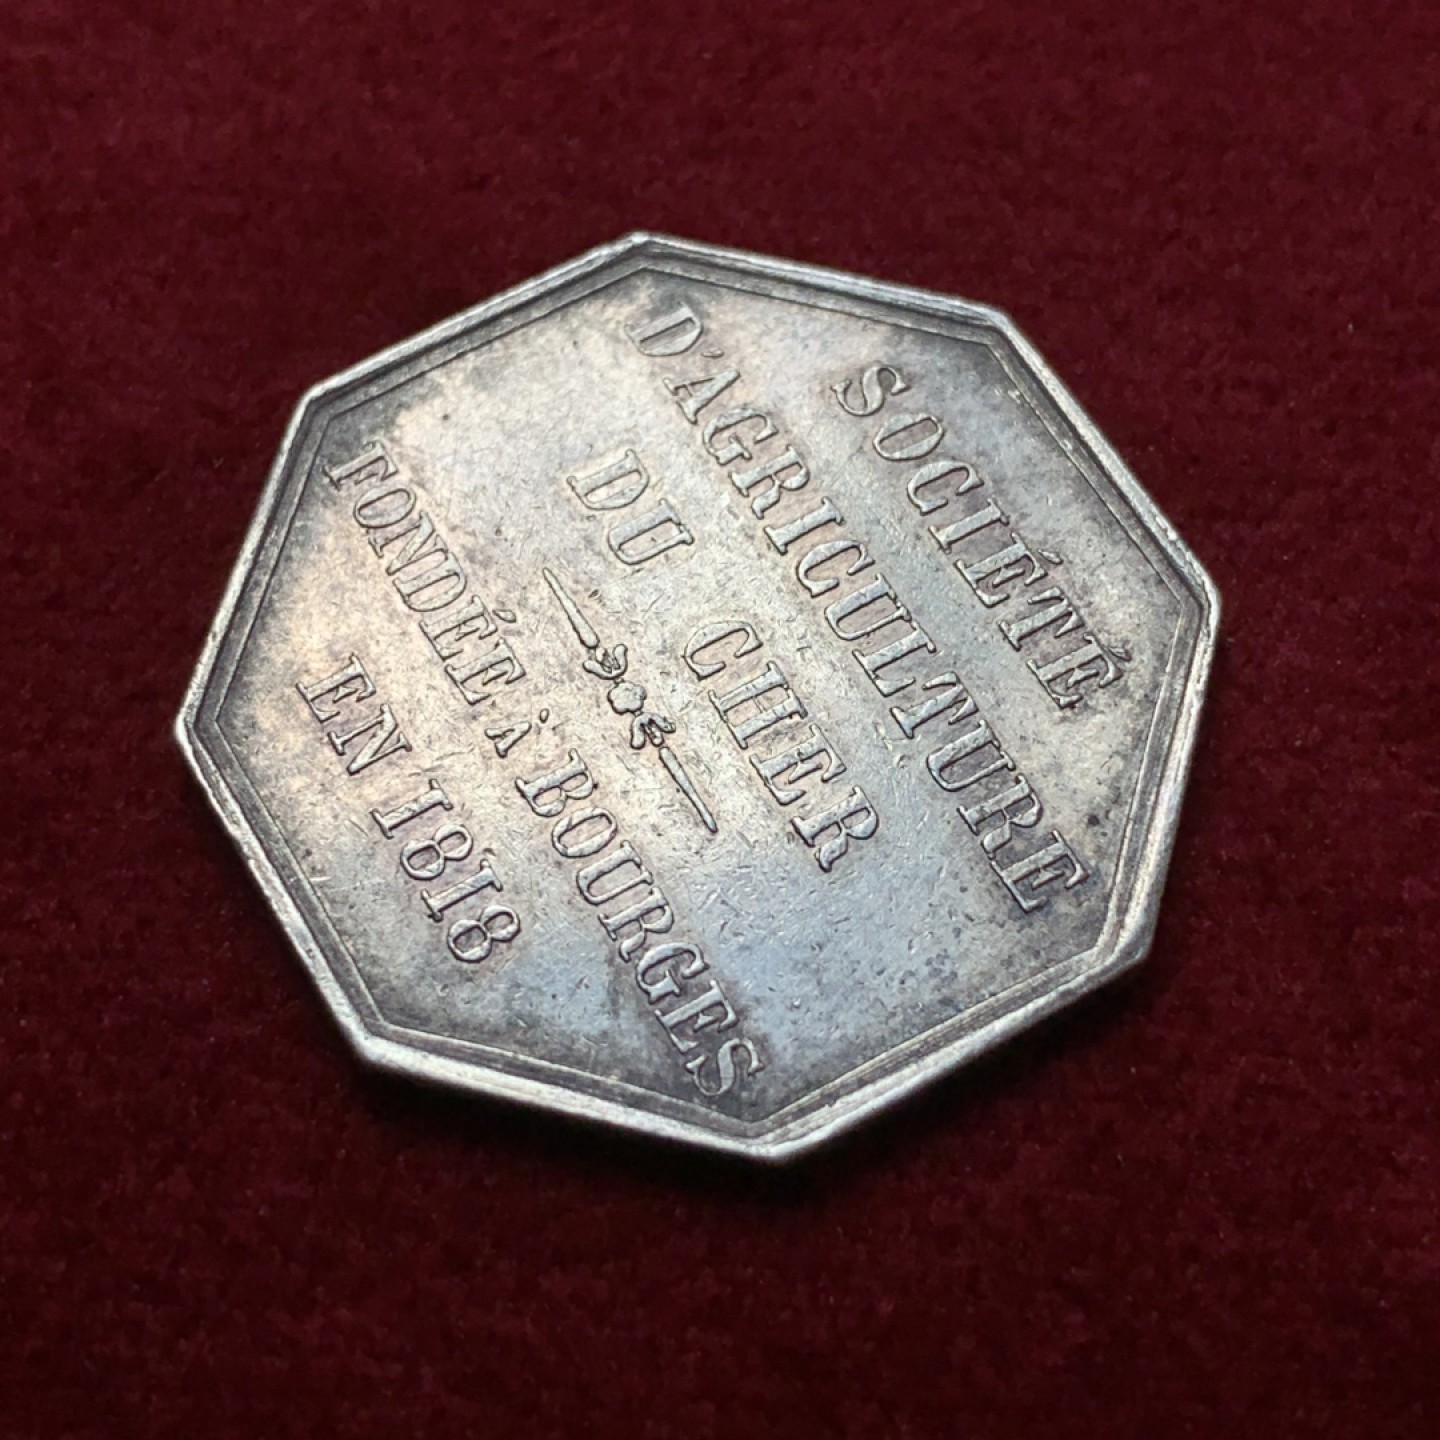 SOCIÉTÉ
D'AGRICULTURE
DU CHER
FONDÉE À BOURGES
EN 1818